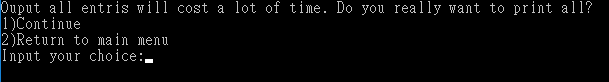 Ouput all entris will cost a lot of time. Do you really want to print all?
1)Continue
2)Return to main menu
Input your choice: